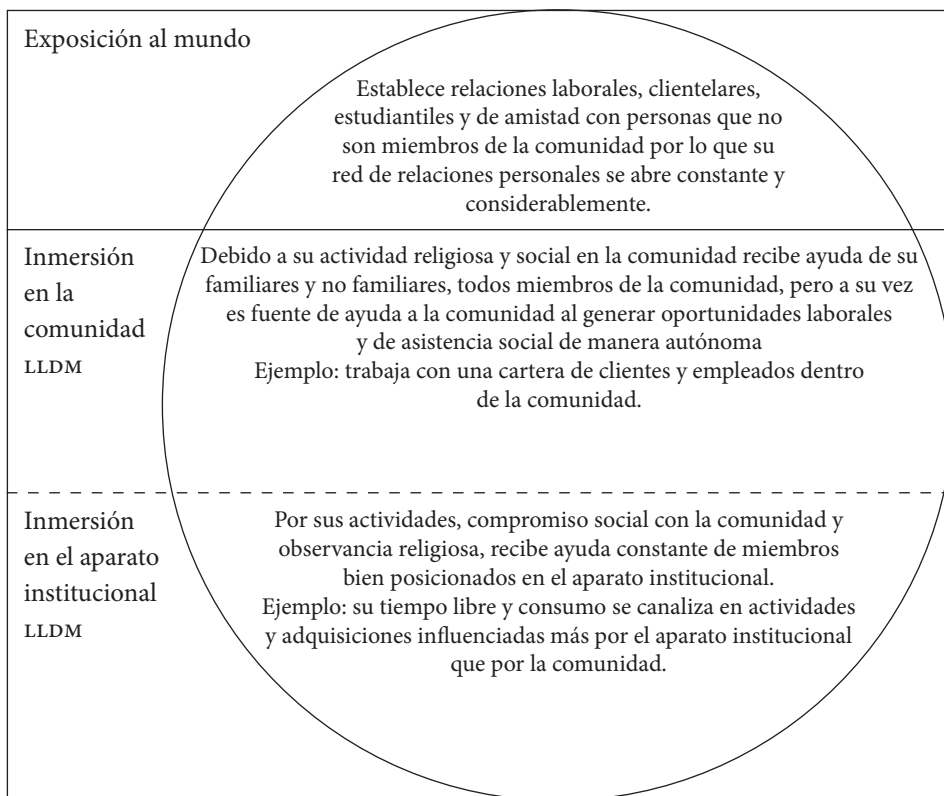 Exposición al mundo
Establece relaciones laborales, clientelares,
estudiantiles y de amistad con personas que no
son miembros de la comunidad por lo que su
red de relaciones personales se abre constante y
considerablemente.
Inmersión
en la
comunidad
LLDM
Debido a su actividad religiosa y social en la comunidad recibe ayuda de su
familiares y no familiares, todos miembros de la comunidad, pero a su vez
es fuente de ayuda a la comunidad al generar oportunidades laborales
y de asistencia social de manera autónoma
Ejemplo: trabaja con una cartera de clientes y empleados dentro
de la comunidad.
Inmersión
en el aparato
institucional
LLDM
Por sus actividades, compromiso social con la comunidad y
observancia religiosa, recibe ayuda constante de miembros
bien posicionados en el aparato institucional.
Ejemplo: su tiempo libre y consumo se canaliza en actividades
y adquisiciones influenciadas más por el aparato institucional
que por la comunidad.